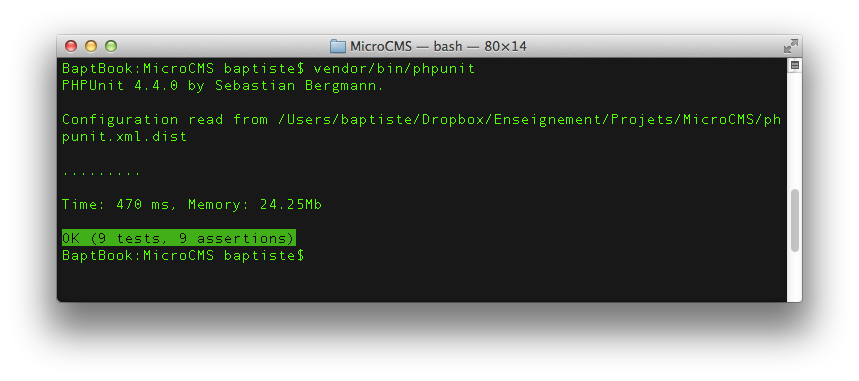 MicroCMS — bash — 80×14
BaptBook:MicroCMS baptiste$ vendor/bin/phpunit
PHPUnit 4.4.0 by Sebastian Bergmann.
Configuration read from /Users/baptiste/Dropbox/Enseignement/Projets/MicroCMS/ph
punit.xml.dist
.........
Time: 470 ms, Memory: 24.25Mb
OK (9 tests, 9 assertions)
BaptBook:MicroCMS baptiste$